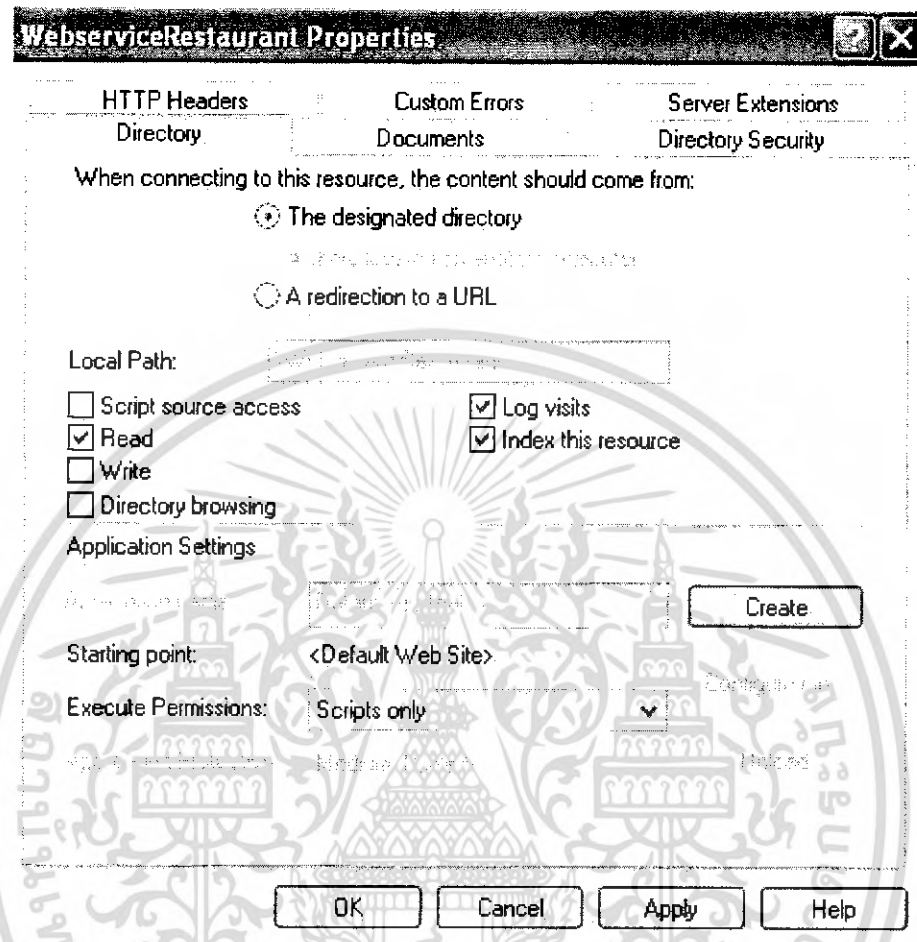 WebserviceRestaurant Properties
HTTP Headers Custom Errors Server Extensions
Directory Documents Directory Security
When connecting to this resource, the content should come from:
The designated directory
A redirection to a URL
Local Path:
Script source access Log visits
Read Index this resource
Write
Directory browsing
Application Settings
Create
Starting point: <Default Web Site>
Execute Permissions: Scripts only
OK Cancel Apply Help